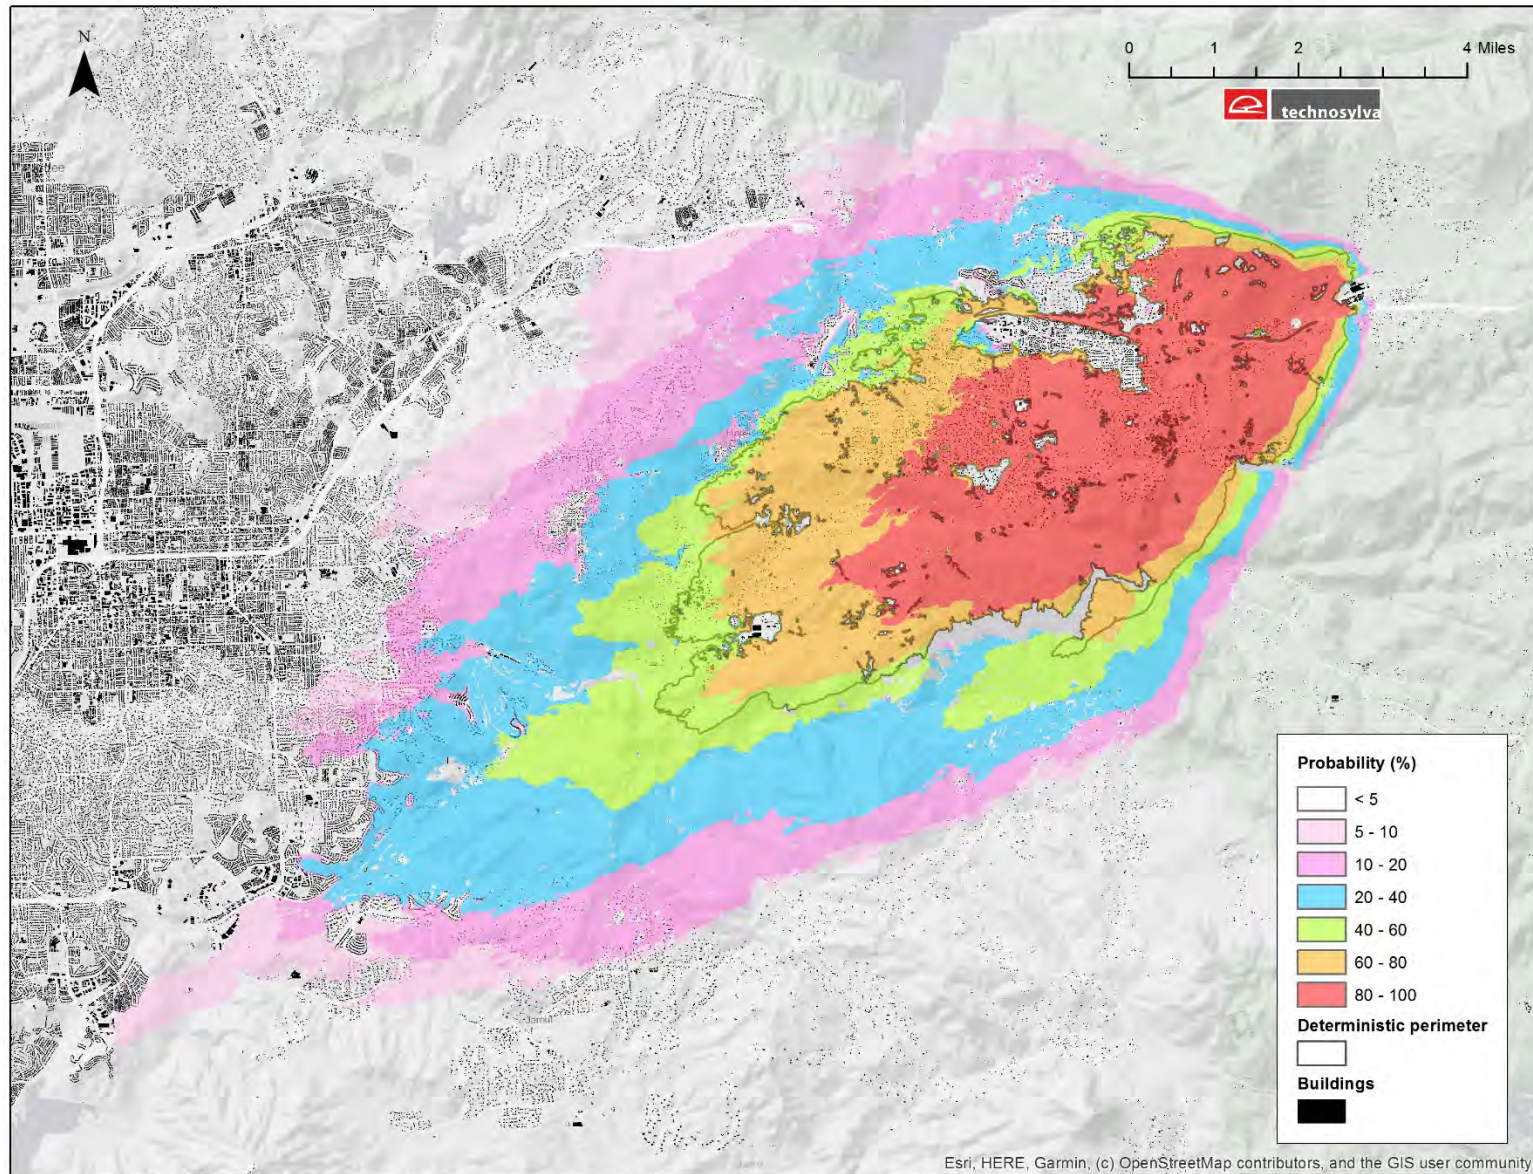 N
0 1 2 4 Miles
technosylva
Jamul
Probability (%)
< 5
5 - 10
10 - 20
20 - 40
40 - 60
60 - 80
80 - 100
Deterministic perimeter
Buildings
Esri, HERE, Garmin, (c) OpenStreetMap contributors, and the GIS user community